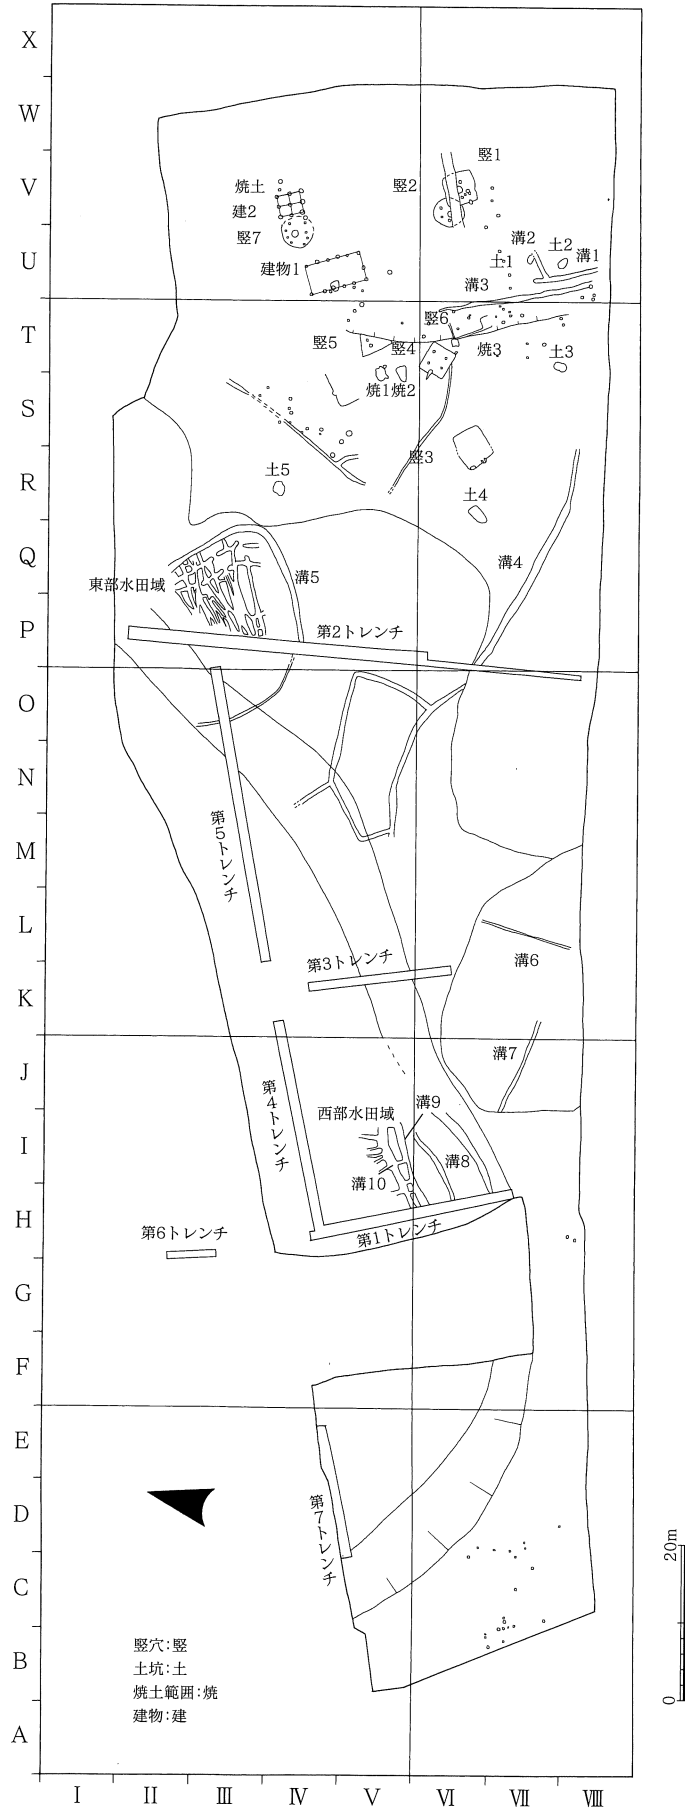 X
W
V
U
T
S
R
Q
P
O
N
M
L
K
J
I
H
G
F
E
D
C
B
A
竪1
竪2
焼土
建2
竪7
建物1
溝2
土2
土1
溝1
溝3
竪6
竪5
竪4
焼3
土3
焼1
焼2
竪3
土5
土4
溝4
溝5
東部水田域
第2トレンチ
第5トレンチ
第3トレンチ
溝6
溝7
第4トレンチ
西部水田域
溝9
溝8
溝10
第1トレンチ
第6トレンチ
第7トレンチ
20m
0
竪穴:竪
土坑:土
焼土範囲:焼
建物:建
I
II
III
IV
V
VI
VII
VIII